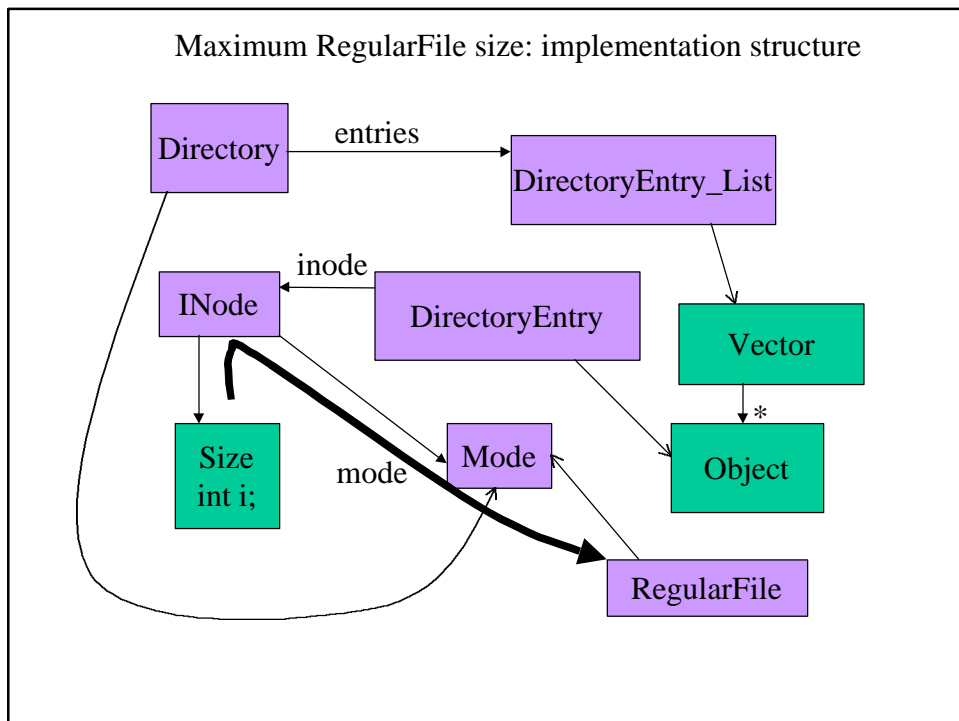 Maximum RegularFile size: implementation structure
Directory
entries
DirectoryEntry_List
inode
INode
DirectoryEntry
Vector
*
Size
int i;
mode
Mode
Object
RegularFile